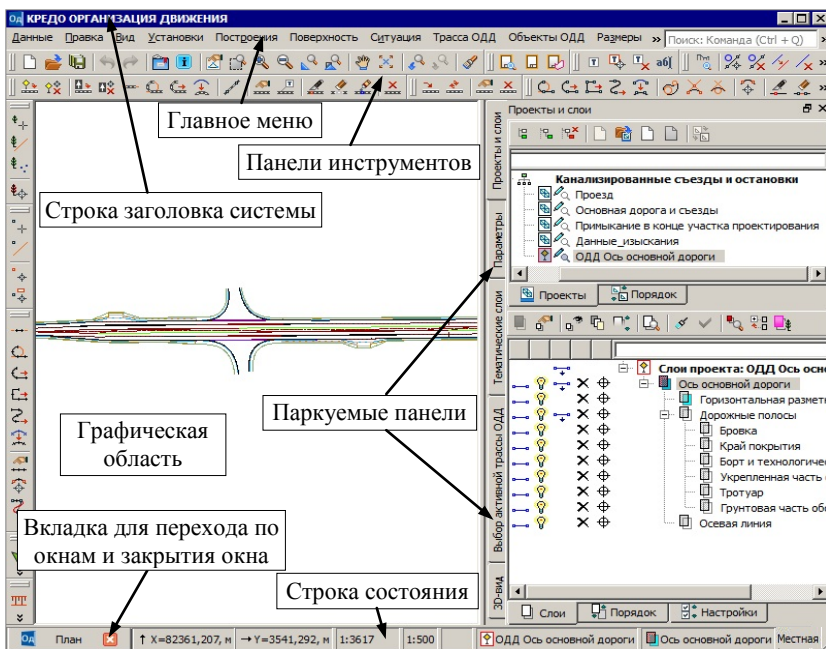 КРЕДО ОРГАНИЗАЦИЯ ДВИЖЕНИЯ
Данные Правка Вид Установки Построения Поверхность Ситуация Трасса ОДД Объекты ОДД Размеры » Поиск: Команда (Ctrl + Q)
Главное меню
Панели инструментов
Строка заголовка системы
Графическая
область
Паркуемые панели
Вкладка для перехода по
окнам и закрытия окна
Строка состояния
Проекты и слои
Параметры
Тематические слои
Выбор активной трассы ОДД
3D-вид
Проекты и слои
Канализированные съезды и остановки
Проезд
Основная дорога и съезды
Примыкание в конце участка проектирования
Данные_изыскания
ОДД Ось основной дороги
Проекты Порядок
Слои проекта: ОДД Ось осно
Ось основной дороги
Горизонтальная разметк
Дорожные полосы
Бровка
Край покрытия
Борт и технологичес
Укрепленная часть
Тротуар
Грунтовая часть обо
Осевая линия
Слои Порядок Настройки
Од План ↑ X=82361,207, м → Y=3541,292, м 1:3617 1:500 ОДД Ось основной дороги Ось основной дороги Местная